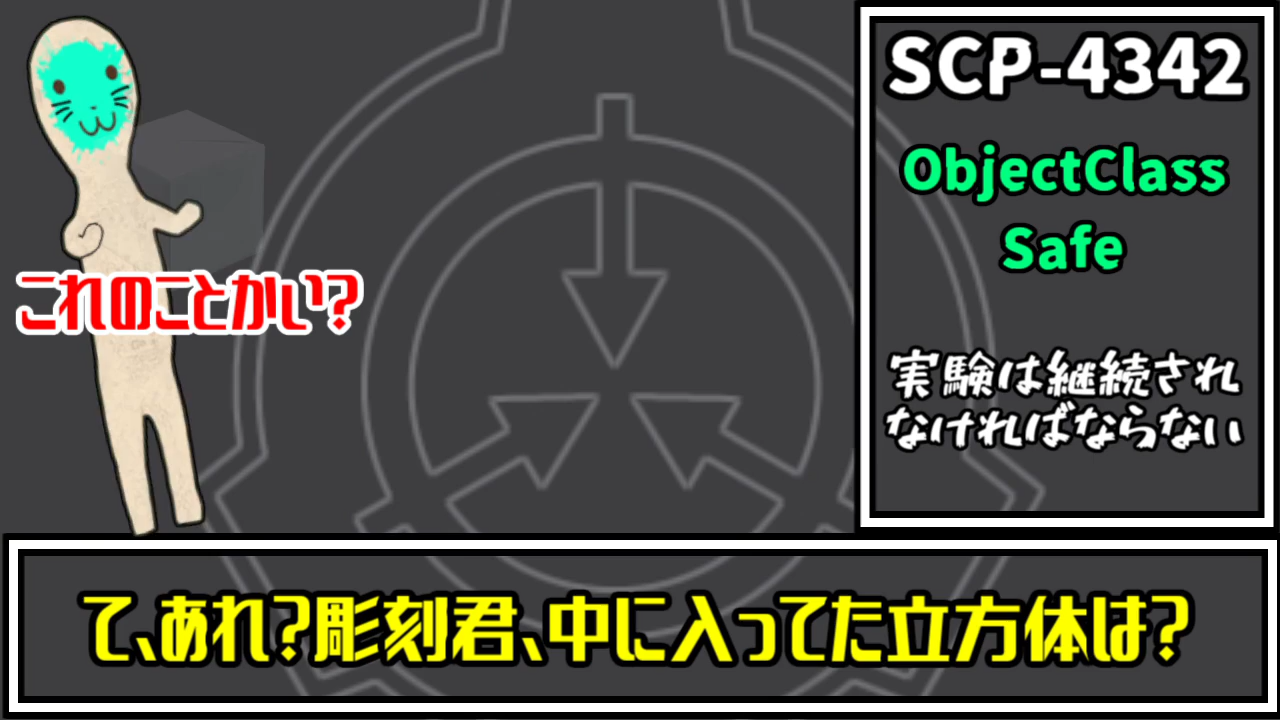 SCP-4342
ObjectClass
Safe
実験は継続され
なければならない
これのことかい?
て、あれ?彫刻君、中に入ってた立方体は?